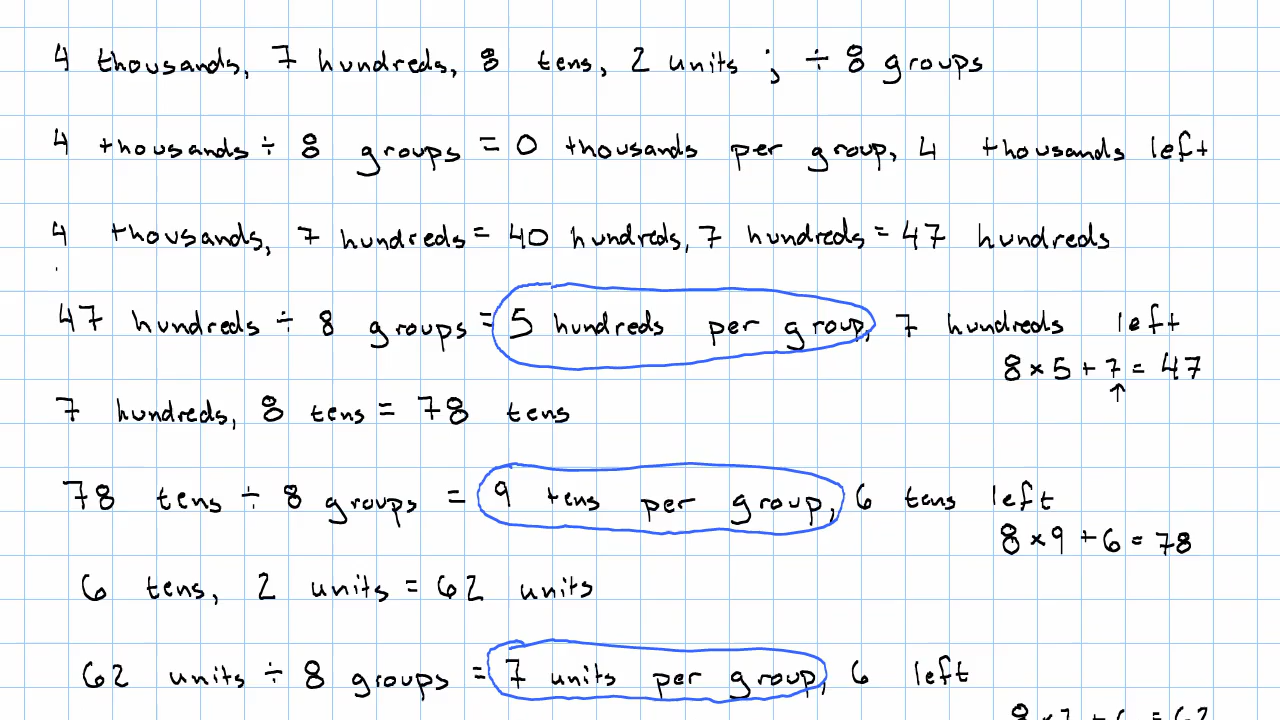 4 thousands, 7 hundreds, 8 tens, 2 units ; ÷ 8 groups
4 thousands ÷ 8 groups = 0 thousands per group, 4 thousands left
4 thousands, 7 hundreds = 40 hundreds, 7 hundreds = 47 hundreds
47 hundreds ÷ 8 groups = 5 hundreds per group, 7 hundreds left
8 × 5 + 7 = 47
↑
7 hundreds, 8 tens = 78 tens
78 tens ÷ 8 groups = 9 tens per group, 6 tens left
8 × 9 + 6 = 78
6 tens, 2 units = 62 units
62 units ÷ 8 groups = 7 units per group, 6 left
8 × 7 + 6 = 62